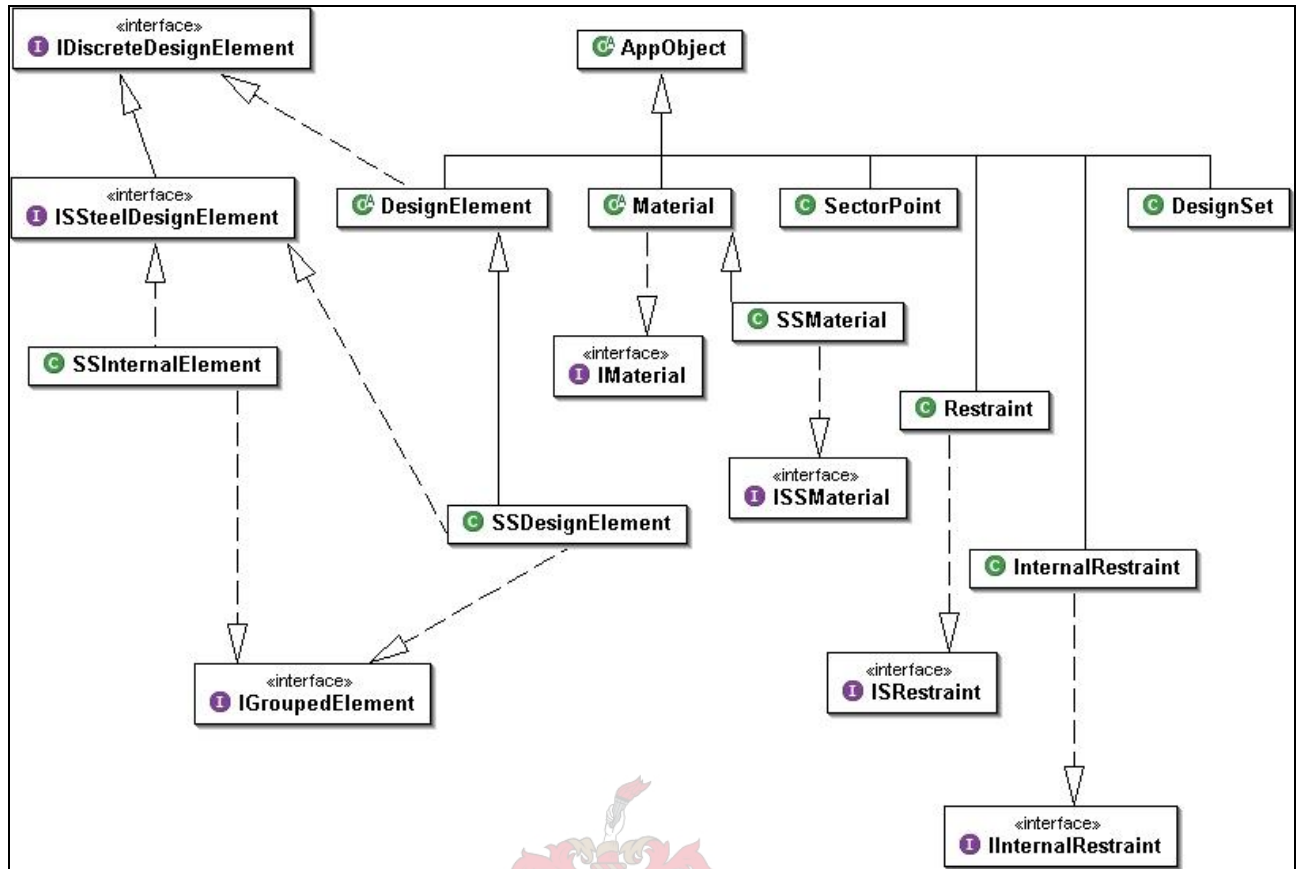 «interface»
IDiscreteDesignElement
AppObject
«interface»
ISSteelDesignElement
DesignElement
Material
SectorPoint
DesignSet
SSInternalElement
«interface»
IMaterial
SSMaterial
Restraint
«interface»
ISSMaterial
SSDesignElement
InternalRestraint
«interface»
IGroupedElement
«interface»
ISRestraint
«interface»
IInternalRestraint